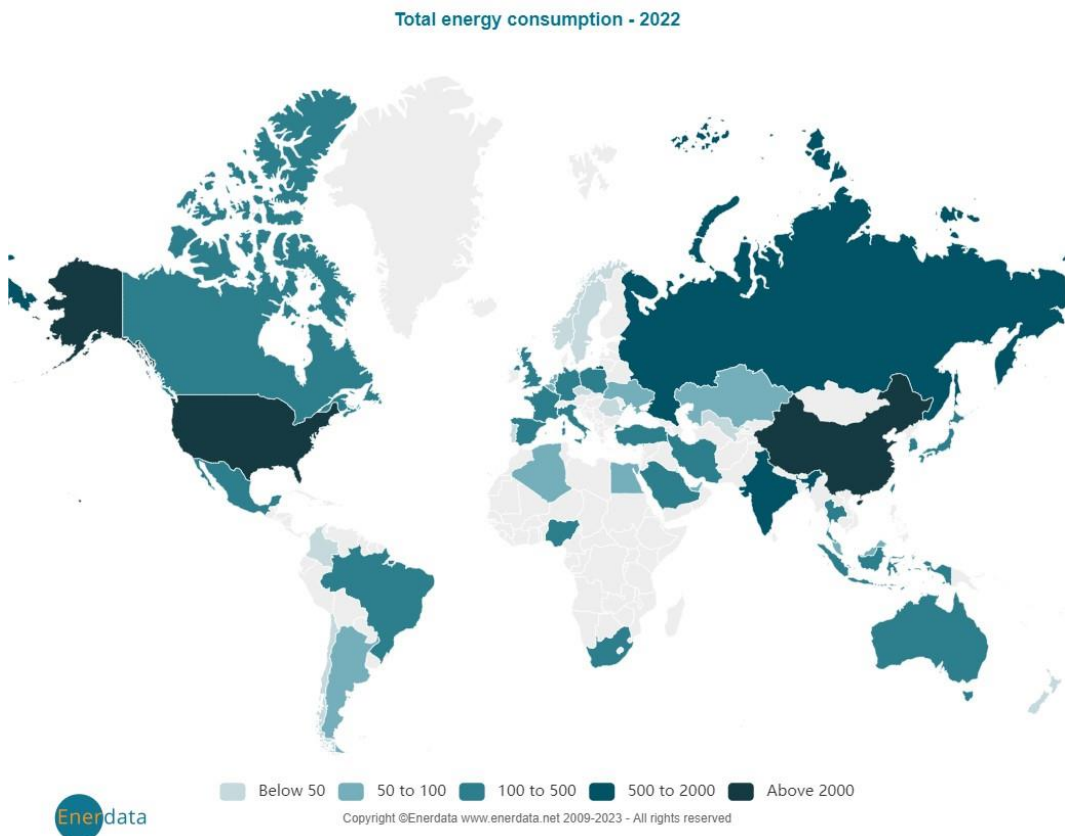 Total energy consumption - 2022
Below 50 50 to 100 100 to 500 500 to 2000 Above 2000
Enerdata
Copyright ©Enerdata www.enerdata.net 2009-2023 - All rights reserved